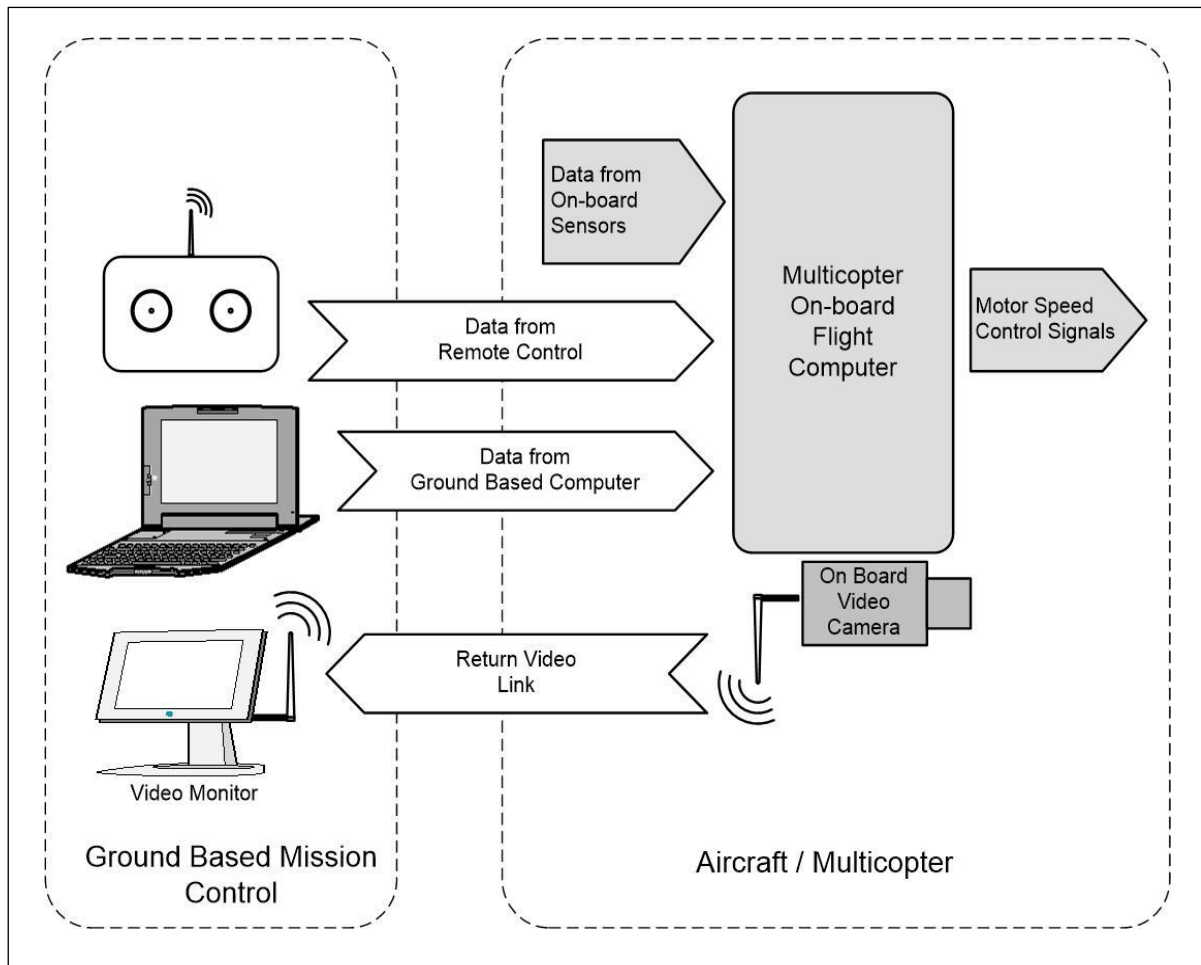 Data from
On-board
Sensors
Multicopter
On-board
Flight
Computer
Motor Speed
Control Signals
Data from
Remote Control
Data from
Ground Based Computer
On Board
Video
Camera
Return Video
Link
Video Monitor
Ground Based Mission
Control
Aircraft / Multicopter